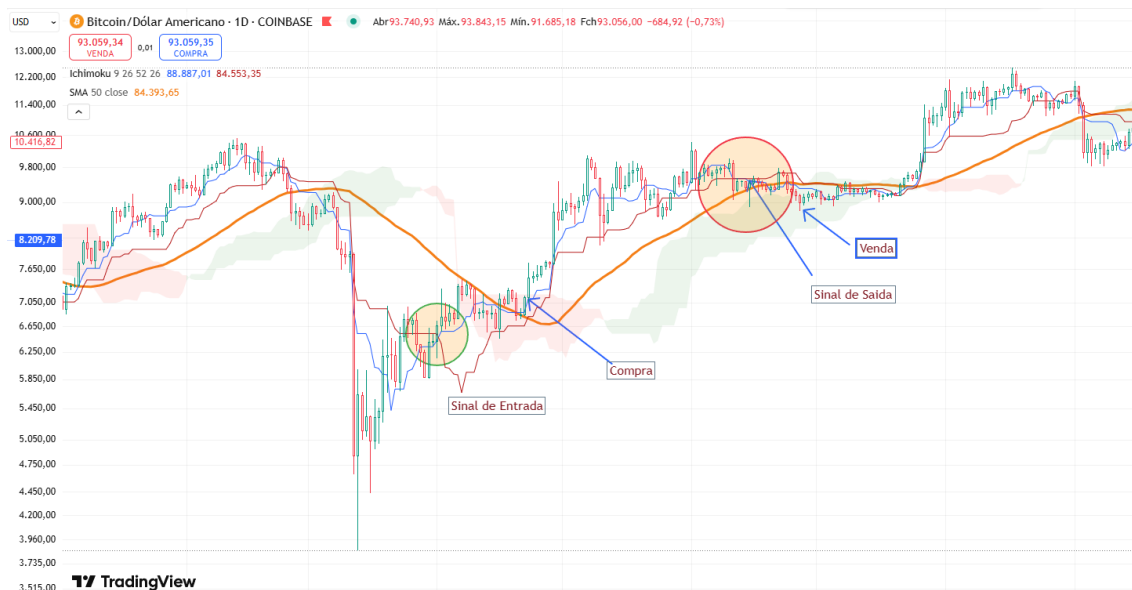 USD
Bitcoin/Dólar Americano · 1D · COINBASE
Abr93.740,93 Máx.93.843,15 Mín.91.685,18 Fch93.056,00 −684,92 (−0,73%)
93.059,34
VENDA
0,01
93.059,35
COMPRA
Ichimoku 9 26 52 26 88.887,01 84.553,35
SMA 50 close 84.393,65
13.000,00
12.200,00
11.400,00
10.600,00
10.416,82
9.800,00
9.000,00
8.209,78
7.650,00
7.050,00
6.650,00
6.250,00
5.850,00
5.450,00
5.050,00
4.750,00
4.450,00
4.200,00
3.960,00
3.735,00
3.515,00
Venda
Sinal de Saida
Compra
Sinal de Entrada
TradingView